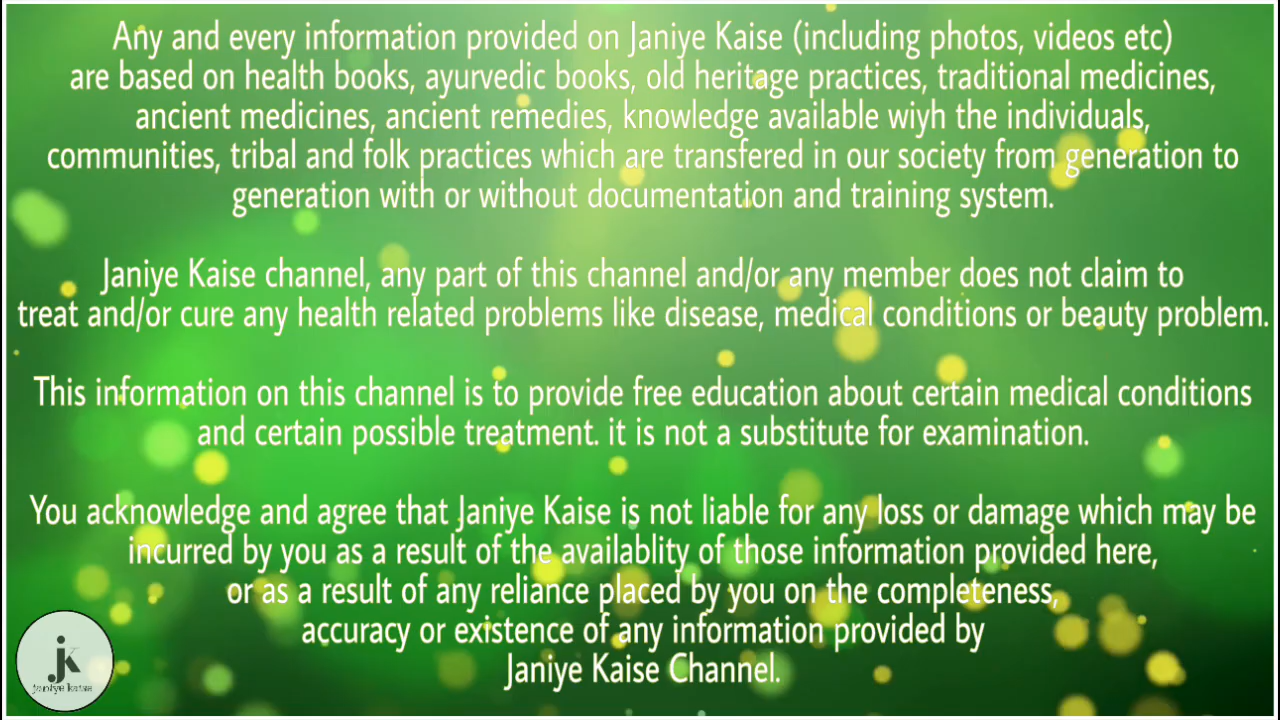 Any and every information provided on Janiye Kaise (including photos, videos etc)
are based on health books, ayurvedic books, old heritage practices, traditional medicines,
ancient medicines, ancient remedies, knowledge available wiyh the individuals,
communities, tribal and folk practices which are transfered in our society from generation to
generation with or without documentation and training system.
Janiye Kaise channel, any part of this channel and/or any member does not claim to
treat and/or cure any health related problems like disease, medical conditions or beauty problem.
This information on this channel is to provide free education about certain medical conditions
and certain possible treatment. it is not a substitute for examination.
You acknowledge and agree that Janiye Kaise is not liable for any loss or damage which may be
incurred by you as a result of the availablity of those information provided here,
or as a result of any reliance placed by you on the completeness,
accuracy or existence of any information provided by
Janiye Kaise Channel.
jk
janiye kaise